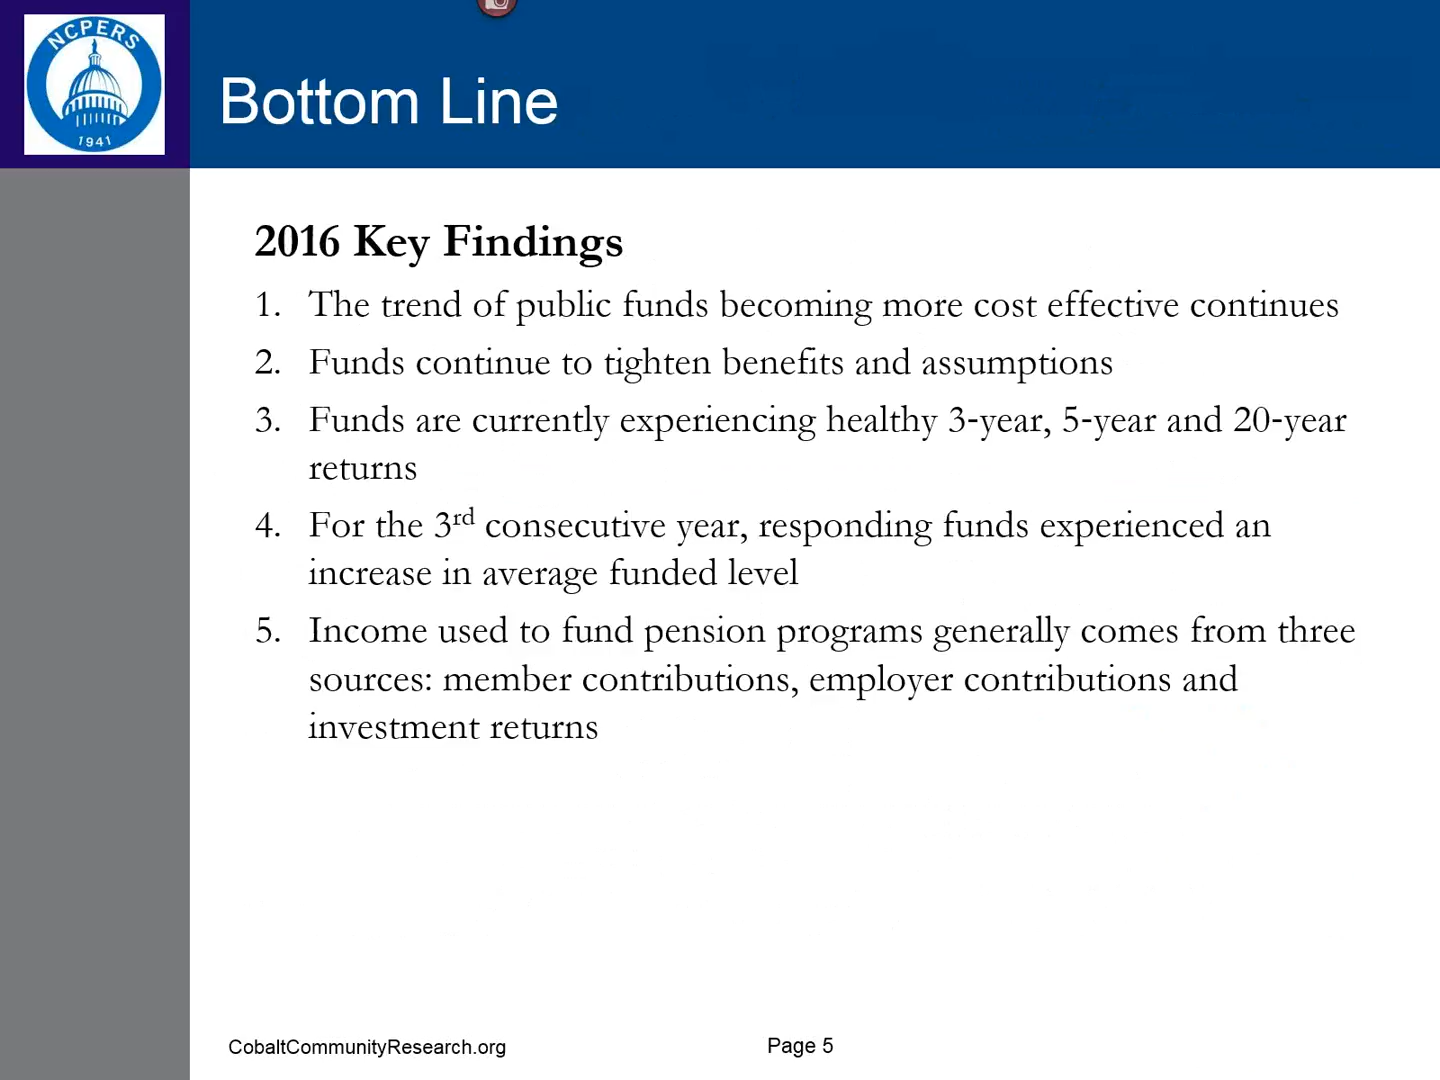 NCPERS
1941
Bottom Line
2016 Key Findings
1. The trend of public funds becoming more cost effective continues
2. Funds continue to tighten benefits and assumptions
3. Funds are currently experiencing healthy 3-year, 5-year and 20-year
returns
4. For the 3rd consecutive year, responding funds experienced an
increase in average funded level
5. Income used to fund pension programs generally comes from three
sources: member contributions, employer contributions and
investment returns
CobaltCommunityResearch.org
Page 5